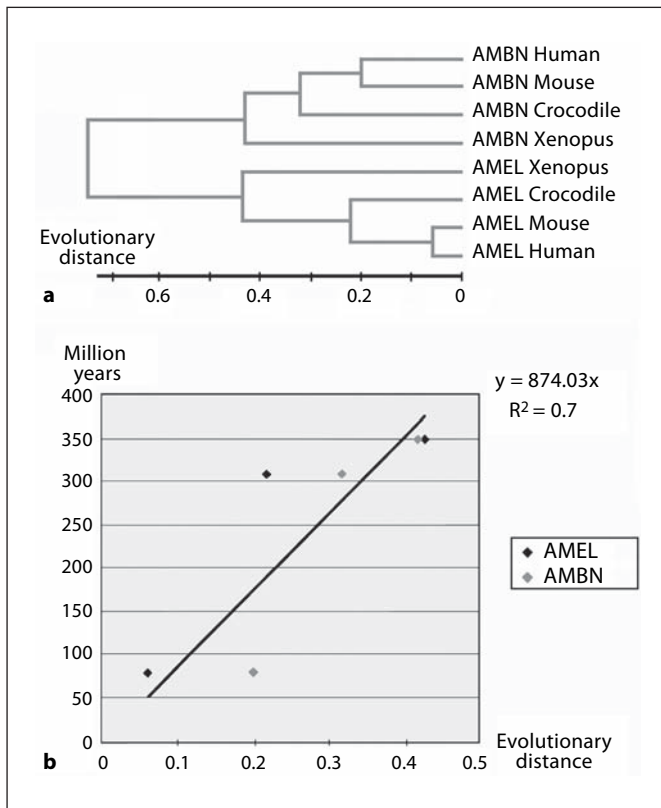 AMBN Human
AMBN Mouse
AMBN Crocodile
AMBN Xenopus
AMEL Xenopus
AMEL Crocodile
AMEL Mouse
AMEL Human
Evolutionary
distance
a
0.6
0.4
0.2
0
Million
years
y = 874.03x
R² = 0.7
400
350
300
250
200
150
100
50
0
AMEL
AMBN
0
0.1
0.2
0.3
0.4
0.5
Evolutionary
distance
b